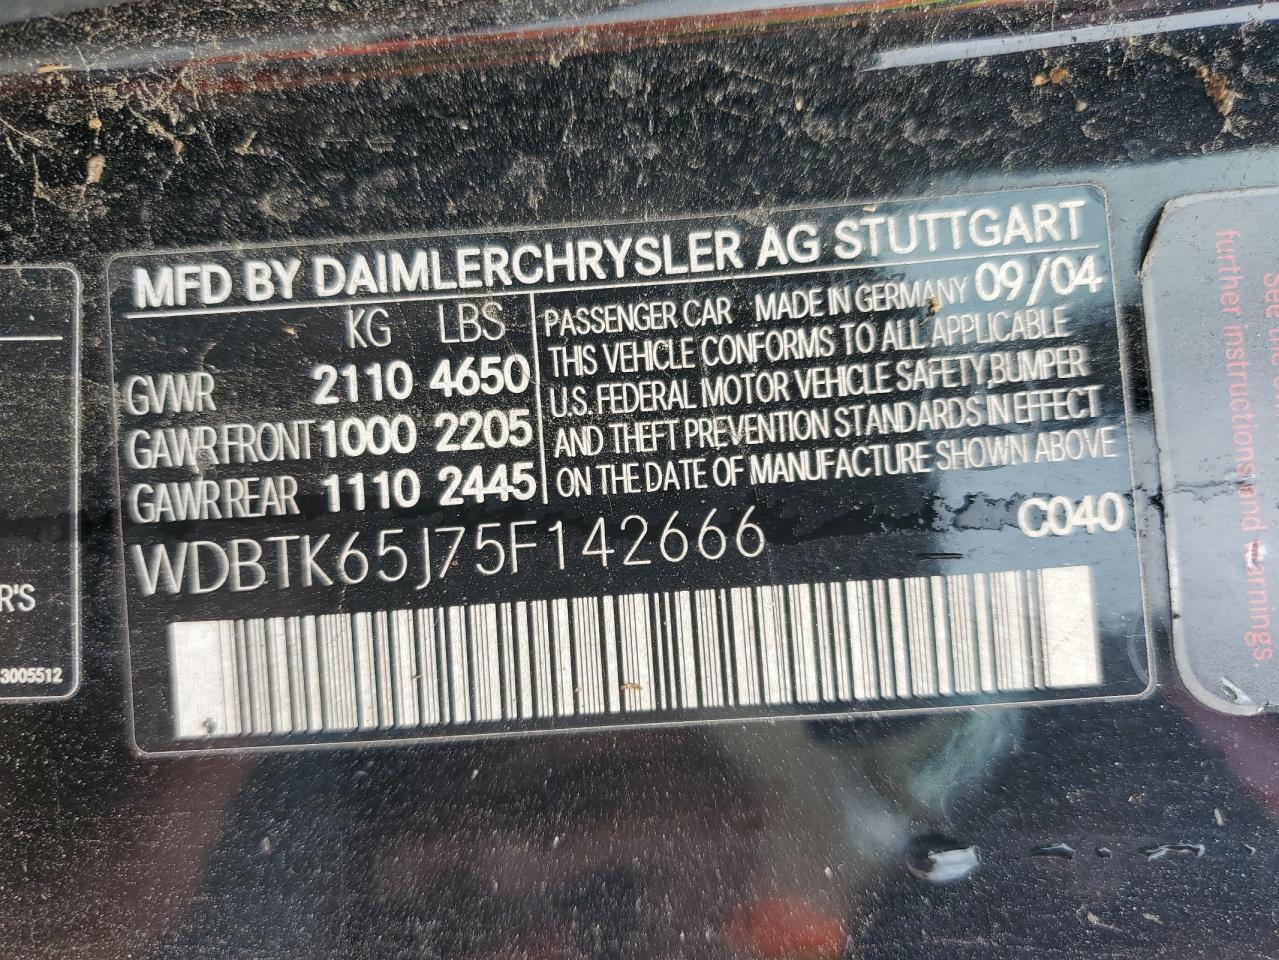 MFD BY DAIMLERCHRYSLER AG STUTTGART
KG LBS
GVWR 2110 4650
GAWR FRONT 1000 2205
GAWR REAR 1110 2445
PASSENGER CAR MADE IN GERMANY 09/04
THIS VEHICLE CONFORMS TO ALL APPLICABLE
U.S. FEDERAL MOTOR VEHICLE SAFETY, BUMPER
AND THEFT PREVENTION STANDARDS IN EFFECT
ON THE DATE OF MANUFACTURE SHOWN ABOVE
C040
WDBTK65J75F142666
R'S
3005512
See the
further instructions and warnings.